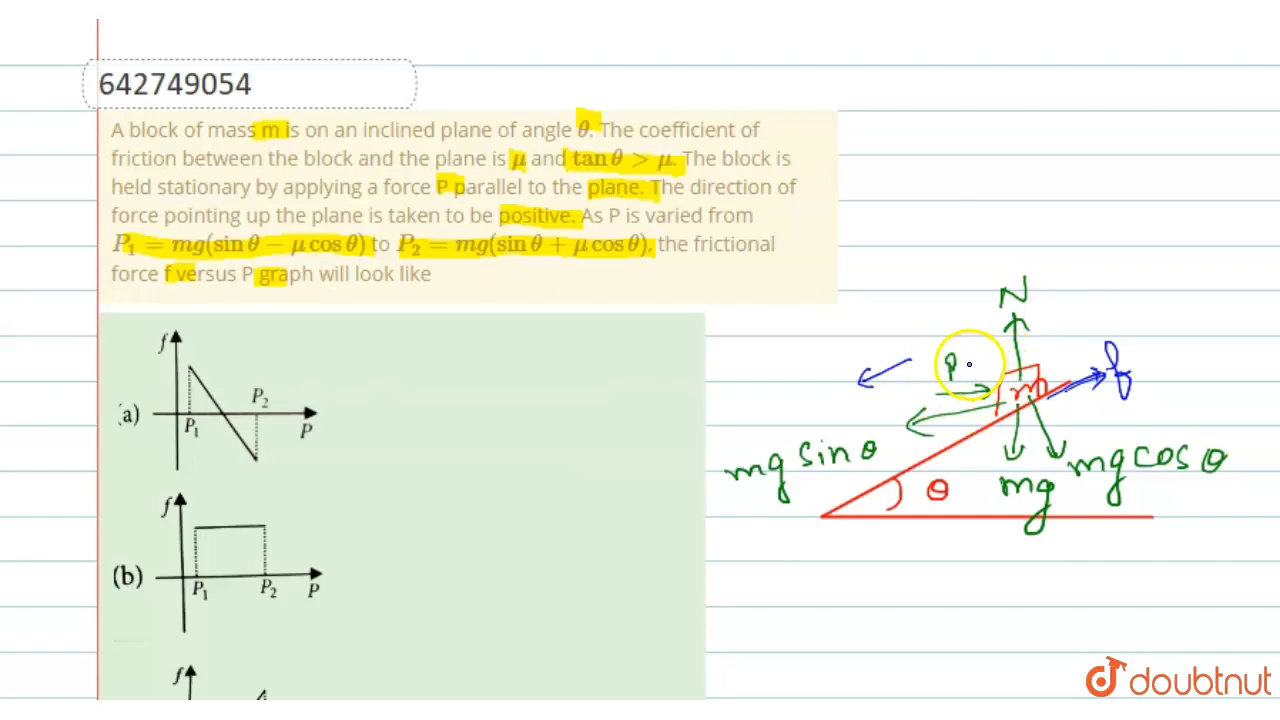 642749054
A block of mass m is on an inclined plane of angle θ. The coefficient of
friction between the block and the plane is μ and tan θ > μ. The block is
held stationary by applying a force P parallel to the plane. The direction of
force pointing up the plane is taken to be positive. As P is varied from
P₁ = mg(sin θ − μ cos θ) to P₂ = mg(sin θ + μ cos θ), the frictional
force f versus P graph will look like
f
P₂
(a)
P₁
P
f
(b)
P₁
P₂
P
f
N
P
f
m
mg sin θ
mg cos θ
θ
mg
doubtnut